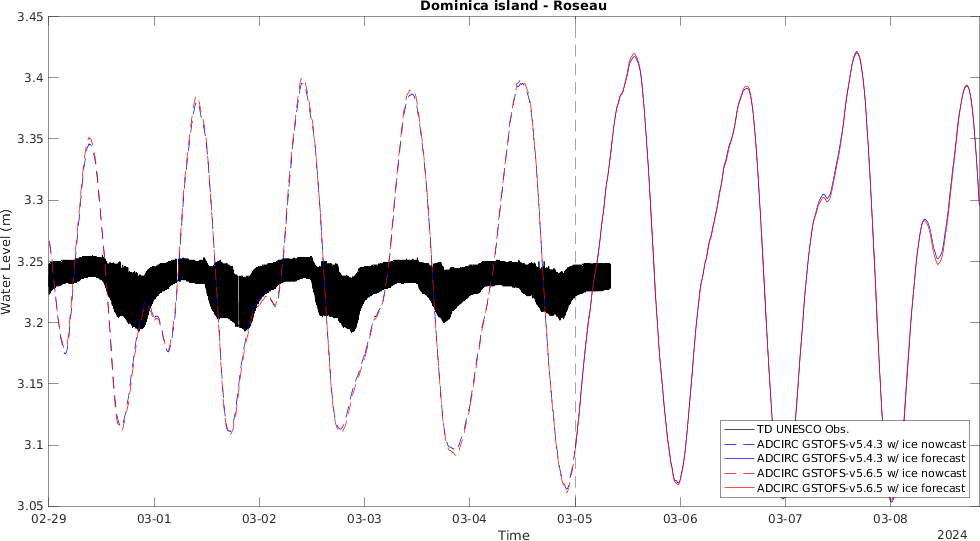 Dominica island - Roseau
3.45
3.4
3.35
3.3
3.25
3.2
3.15
3.1
3.05
Water Level (m)
02-29 03-01 03-02 03-03 03-04 03-05 03-06 03-07 03-08
Time
2024
TD UNESCO Obs.
ADCIRC GSTOFS-v5.4.3 w/ ice nowcast
ADCIRC GSTOFS-v5.4.3 w/ ice forecast
ADCIRC GSTOFS-v5.6.5 w/ ice nowcast
ADCIRC GSTOFS-v5.6.5 w/ ice forecast